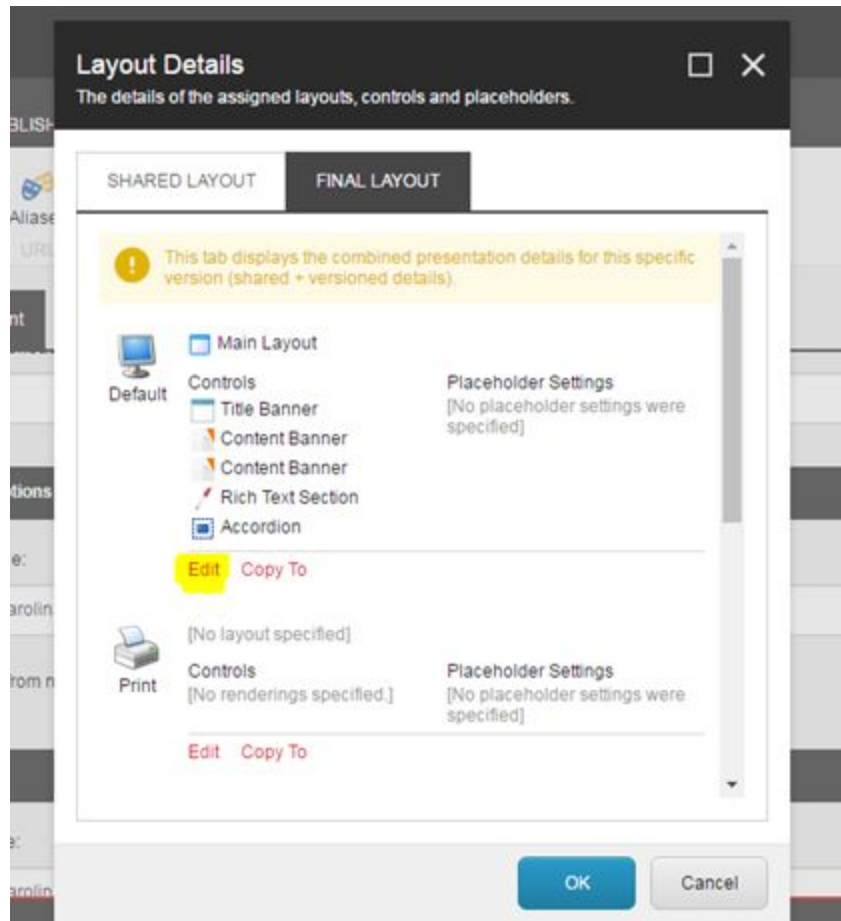 Layout Details
The details of the assigned layouts, controls and placeholders.
SHARED LAYOUT
FINAL LAYOUT
This tab displays the combined presentation details for this specific
version (shared + versioned details).
Default
Main Layout
Controls
Title Banner
Content Banner
Content Banner
Rich Text Section
Accordion
Placeholder Settings
[No placeholder settings were
specified]
Edit Copy To
Print
[No layout specified]
Controls
[No renderings specified.]
Placeholder Settings
[No placeholder settings were
specified]
Edit Copy To
OK
Cancel